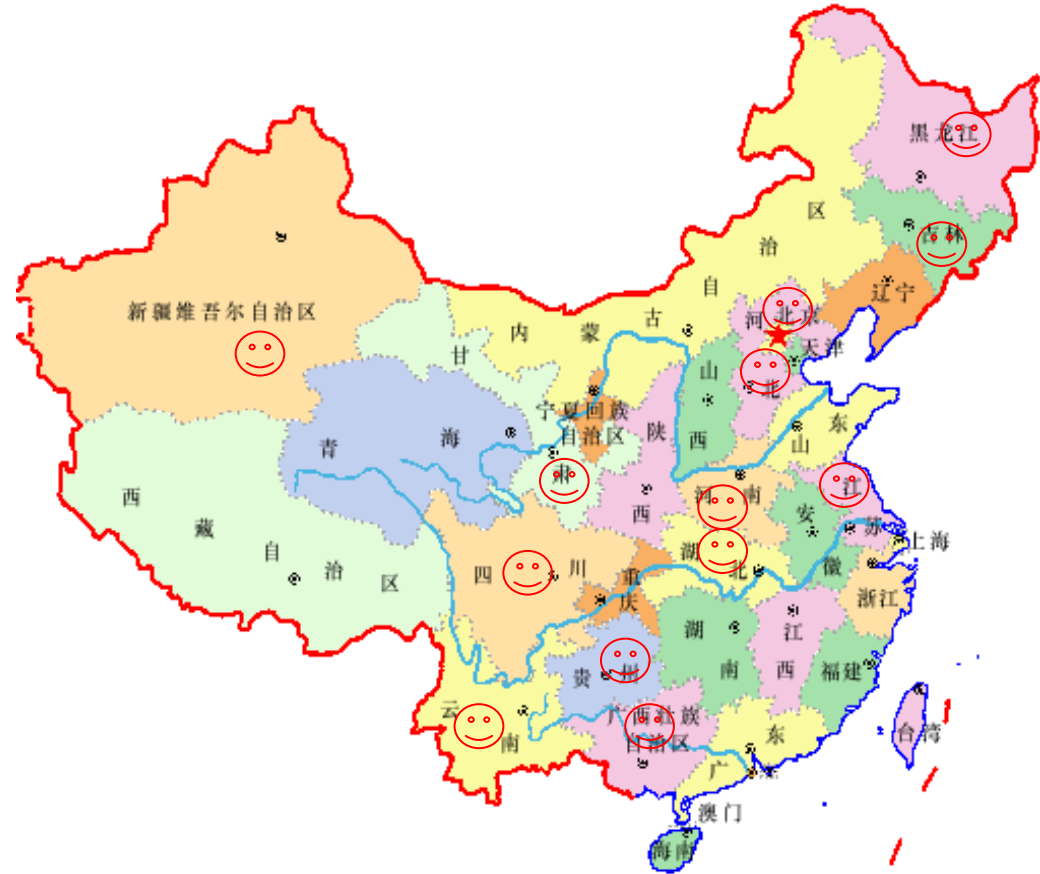 黑龙江
吉林
辽宁
内蒙古自治区
新疆维吾尔自治区
北京
天津
河北
甘肃
宁夏回族
自治区
山西
陕西
山东
青海
西藏自治区
河南
江苏
安徽
上海
四川
重庆
湖北
浙江
湖南
江西
福建
贵州
云南
广西壮族
自治区
广东
台湾
澳门
海南